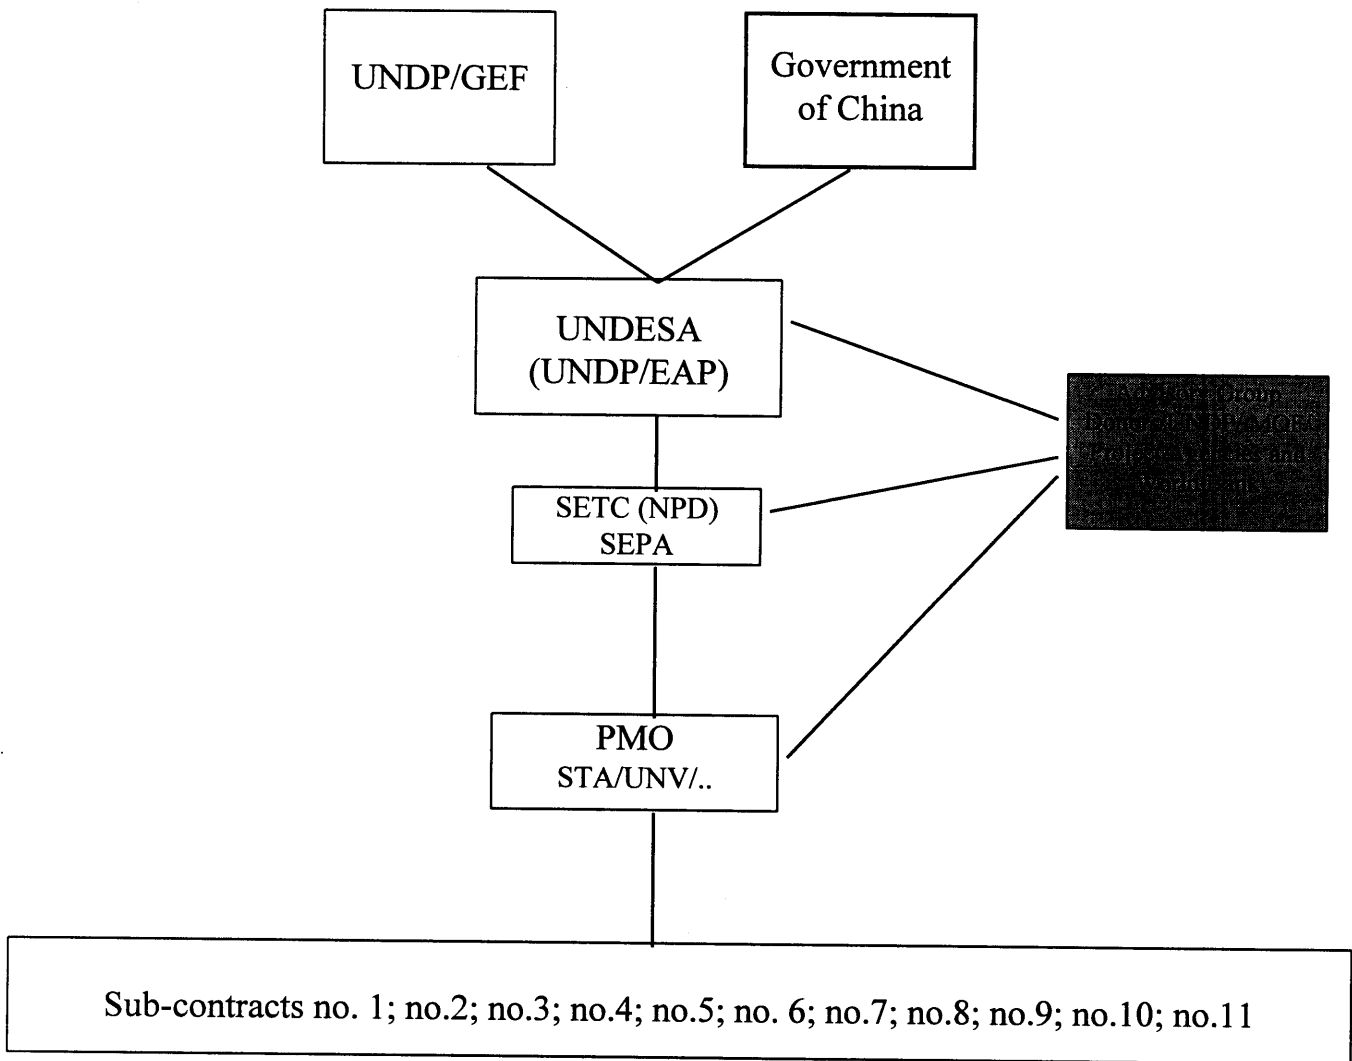 UNDP/GEF
Government
of China
UNDESA
(UNDP/EAP)
Advisory Group
SETC (NPD)
SEPA
PMO
STA/UNV/..
Sub-contracts no. 1; no.2; no.3; no.4; no.5; no. 6; no.7; no.8; no.9; no.10; no.11